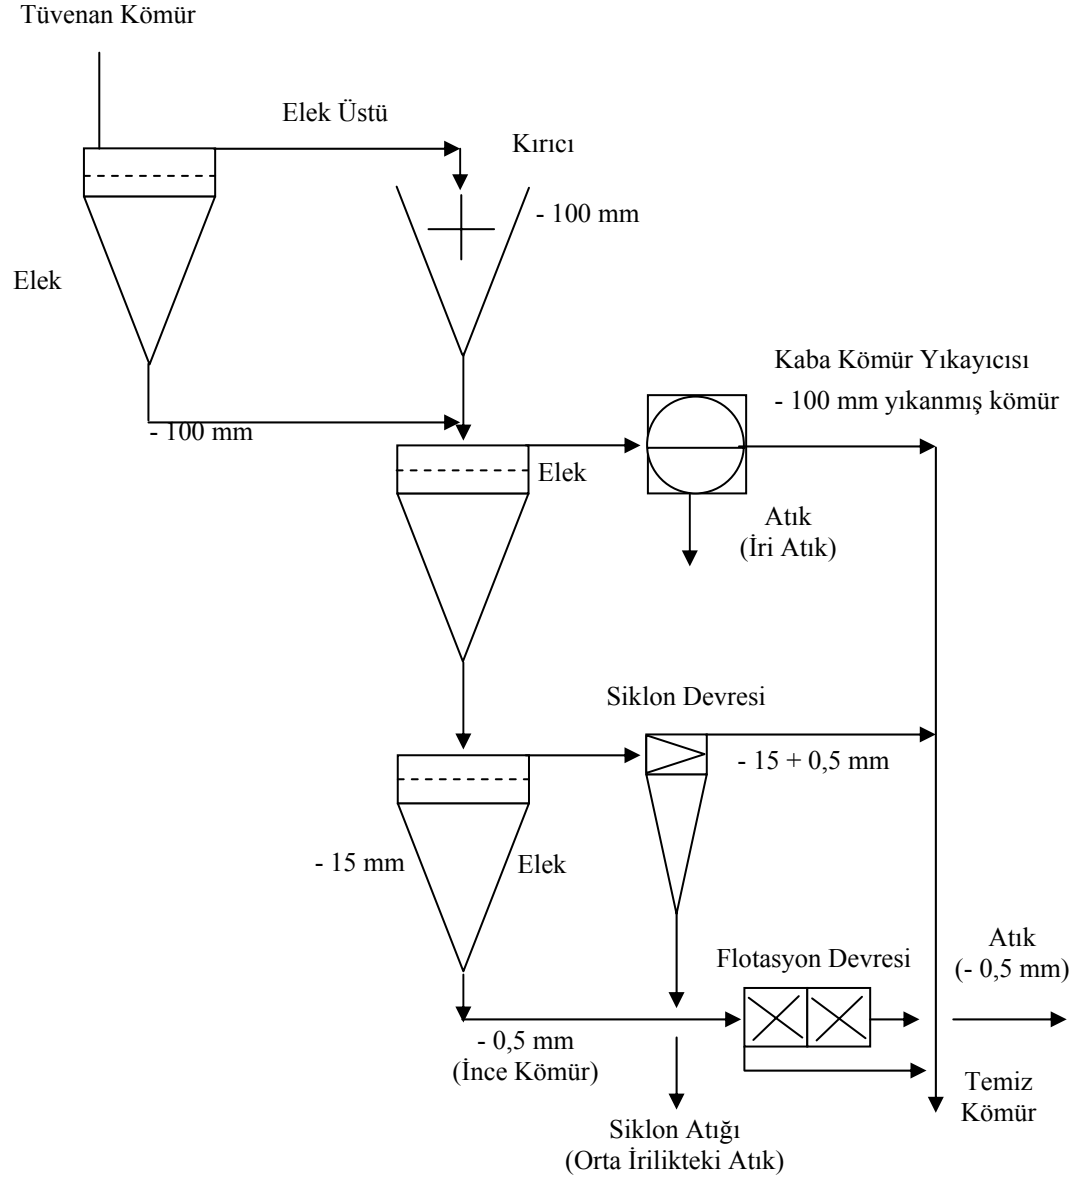 Tüvenan Kömür
Elek Üstü
Kırıcı
- 100 mm
Elek
Kaba Kömür Yıkayıcısı
- 100 mm yıkanmış kömür
- 100 mm
Elek
Atık
(İri Atık)
Siklon Devresi
- 15 + 0,5 mm
- 15 mm
Elek
Flotasyon Devresi
Atık
(- 0,5 mm)
- 0,5 mm
(İnce Kömür)
Temiz
Kömür
Siklon Atığı
(Orta İrilikteki Atık)